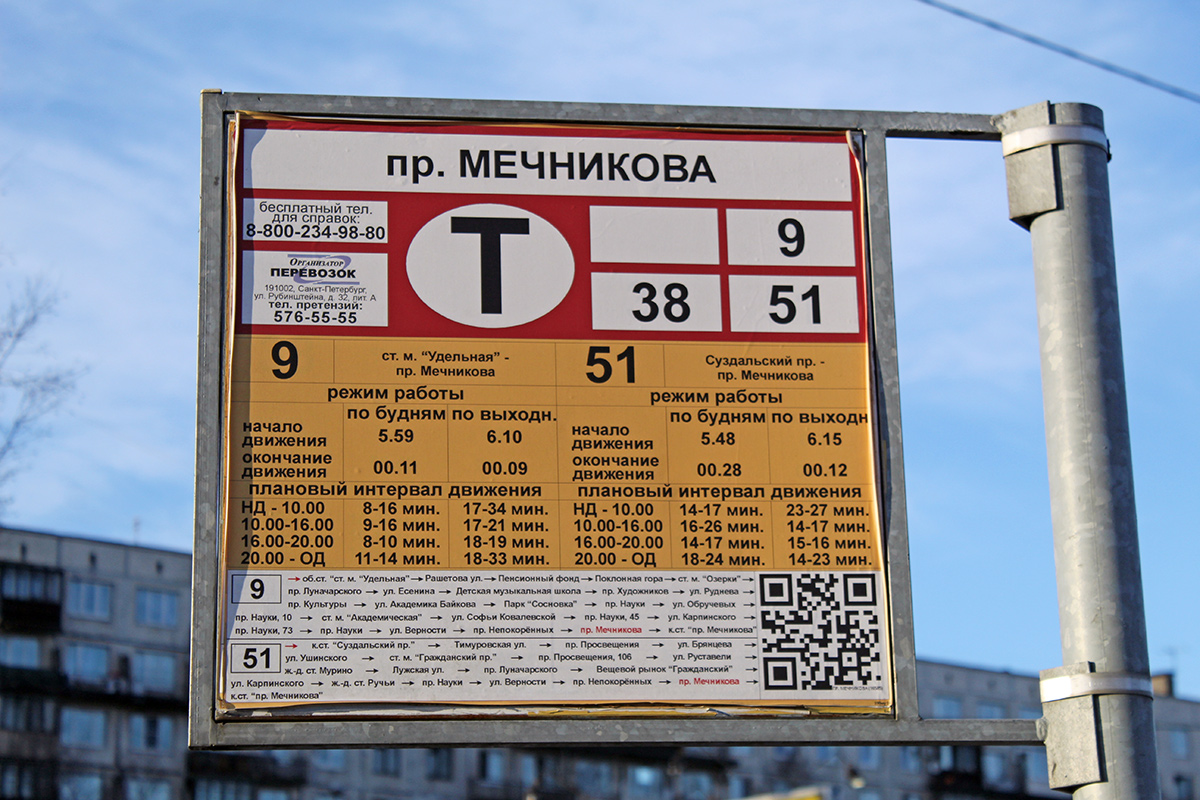 пр. МЕЧНИКОВА
бесплатный тел.
для справок:
8-800-234-98-80
ОРГАНИЗАТОР
ПЕРЕВОЗОК
191002, Санкт-Петербург,
ул. Рубинштейна, д. 32, лит. А
тел. претензий:
576-55-55
Т
9
38 51
9 ст. м. "Удельная" -
пр. Мечникова
режим работы
по будням по выходн.
начало
движения 5.59 6.10
окончание
движения 00.11 00.09
плановый интервал движения
НД - 10.00 8-16 мин. 17-34 мин.
10.00-16.00 9-16 мин. 17-21 мин.
16.00-20.00 8-10 мин. 18-19 мин.
20.00 - ОД 11-14 мин. 18-33 мин.
51 Суздальский пр. -
пр. Мечникова
режим работы
по будням по выходн
начало
движения 5.48 6.15
окончание
движения 00.28 00.12
плановый интервал движения
НД - 10.00 14-17 мин. 23-27 мин.
10.00-16.00 16-26 мин. 14-17 мин.
16.00-20.00 14-17 мин. 15-16 мин.
20.00 - ОД 18-24 мин. 14-23 мин.
9 → об.ст. "ст. м. "Удельная" → Рашетова ул. → Пенсионный фонд → Поклонная гора → ст. м. "Озерки" →
пр. Луначарского → ул. Есенина → Детская музыкальная школа → пр. Художников → ул. Руднева →
пр. Культуры → ул. Академика Байкова → Парк "Сосновка" → пр. Науки → ул. Обручевых →
пр. Науки, 10 → ст. м. "Академическая" → ул. Софьи Ковалевской → пр. Науки, 45 → ул. Карпинского →
пр. Науки, 73 → пр. Науки → ул. Верности → пр. Непокорённых → пр. Мечникова → к.ст. "пр. Мечникова"
51 → к.ст. "Суздальский пр." → Тимуровская ул. → пр. Просвещения → ул. Брянцева →
ул. Ушинского → ст. м. "Гражданский пр." → пр. Просвещения, 106 → ул. Руставели →
ж.-д. ст. Мурино → Лужская ул. → пр. Луначарского → Вещевой рынок "Гражданский" →
ул. Карпинского → ж.-д. ст. Ручьи → пр. Науки → ул. Верности → пр. Непокорённых → пр. Мечникова →
к.ст. "пр. Мечникова"